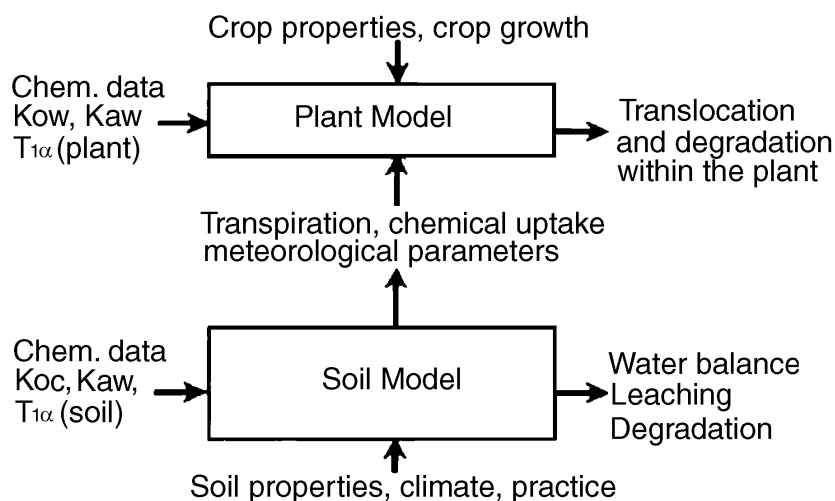 Crop properties, crop growth
Chem. data
Kow, Kaw
T1α (plant)
Plant Model
Translocation
and degradation
within the plant
Transpiration, chemical uptake
meteorological parameters
Chem. data
Koc, Kaw,
T1α (soil)
Soil Model
Water balance
Leaching
Degradation
Soil properties, climate, practice